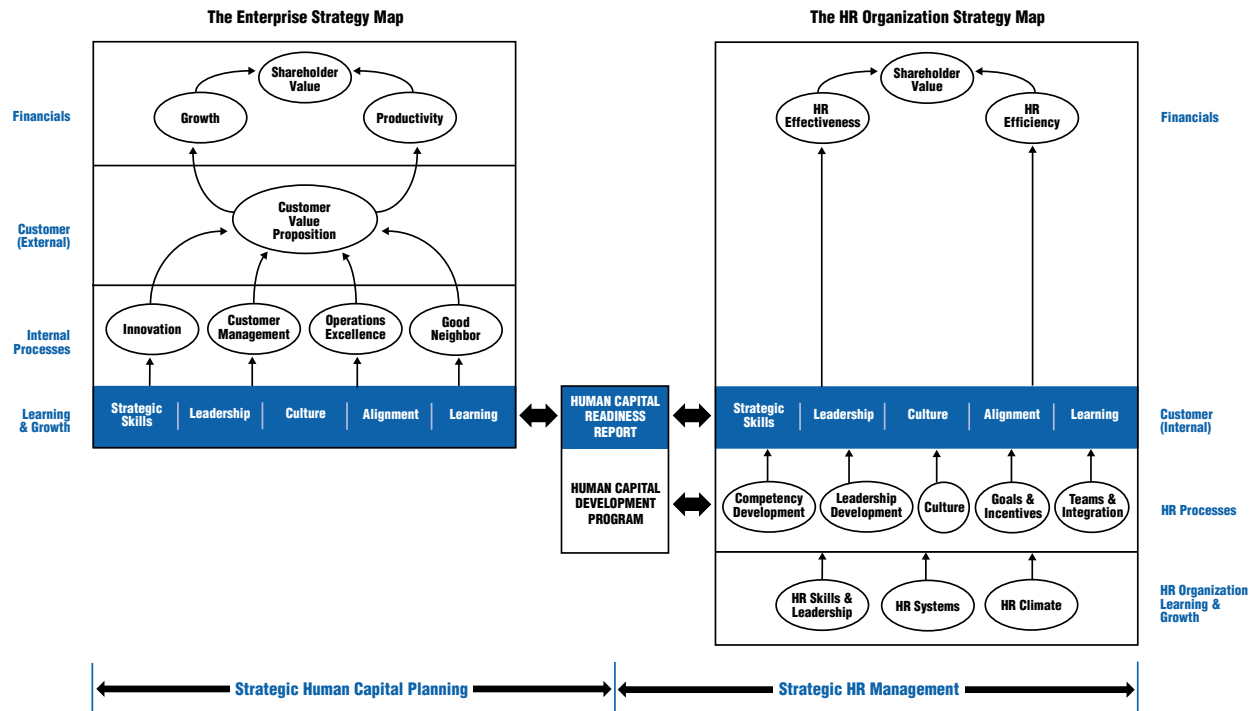 The Enterprise Strategy Map
Financials
Shareholder
Value
Growth
Productivity
Customer
(External)
Customer
Value
Proposition
Internal
Processes
Innovation
Customer
Management
Operations
Excellence
Good
Neighbor
Learning
& Growth
Strategic
Skills
Leadership
Culture
Alignment
Learning
HUMAN CAPITAL
READINESS
REPORT
HUMAN CAPITAL
DEVELOPMENT
PROGRAM
The HR Organization Strategy Map
Shareholder
Value
HR
Effectiveness
HR
Efficiency
Financials
Strategic
Skills
Leadership
Culture
Alignment
Learning
Customer
(Internal)
Competency
Development
Leadership
Development
Culture
Goals &
Incentives
Teams &
Integration
HR Processes
HR Skills &
Leadership
HR Systems
HR Climate
HR Organization
Learning &
Growth
Strategic Human Capital Planning
Strategic HR Management